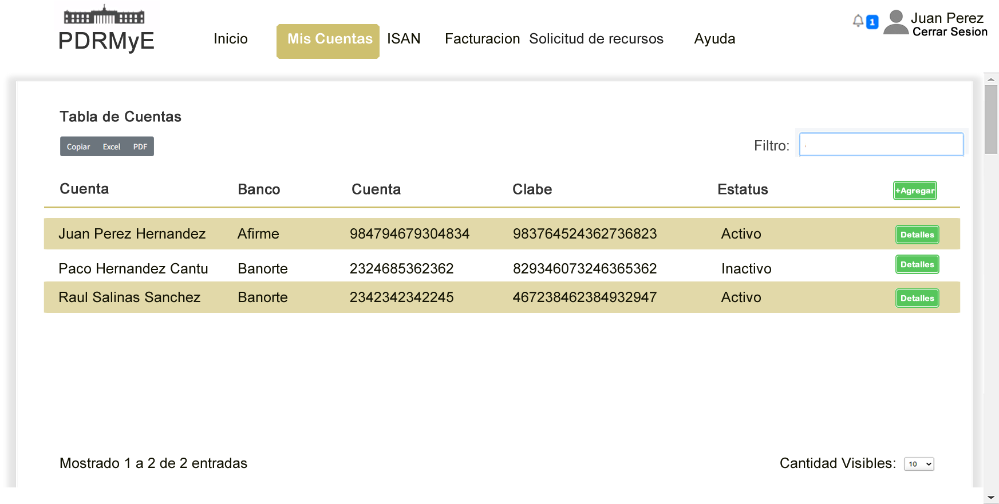 PDRMyE
Inicio Mis Cuentas ISAN Facturacion Solicitud de recursos Ayuda
1 Juan Perez
Cerrar Sesion
Tabla de Cuentas
Copiar Excel PDF
Filtro:
Cuenta Banco Cuenta Clabe Estatus +Agregar
Juan Perez Hernandez Afirme 984794679304834 983764524362736823 Activo Detalles
Paco Hernandez Cantu Banorte 2324685362362 829346073246365362 Inactivo Detalles
Raul Salinas Sanchez Banorte 2342342342245 467238462384932947 Activo Detalles
Mostrado 1 a 2 de 2 entradas
Cantidad Visibles: 10